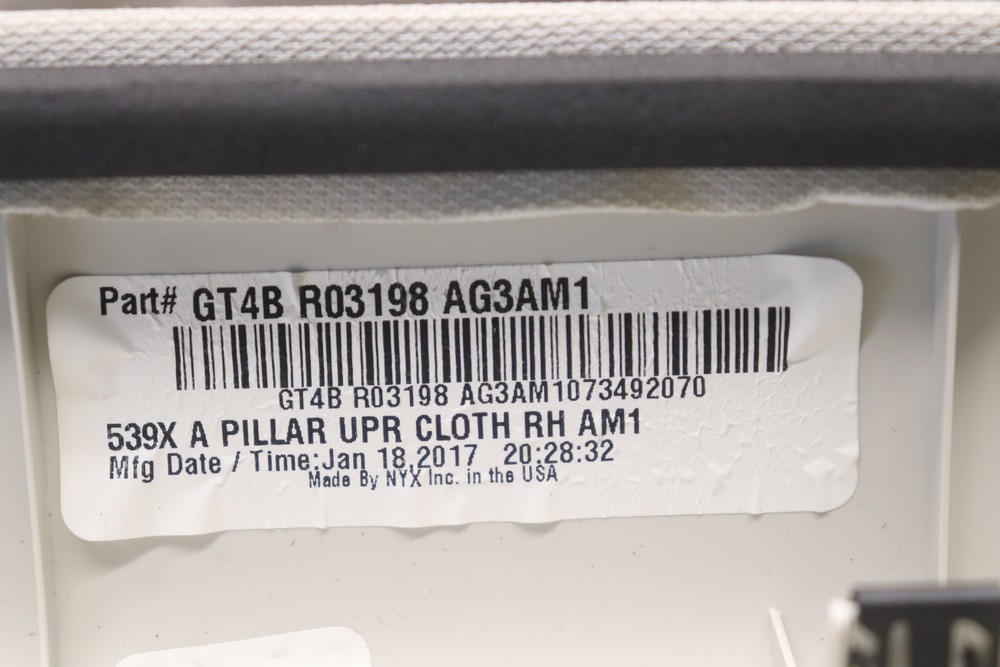 Part# GT4B R03198 AG3AM1
GT4B R03198 AG3AM1073492070
539X A PILLAR UPR CLOTH RH AM1
Mfg Date / Time:Jan 18,2017 20:28:32
Made By NYX Inc. in the USA